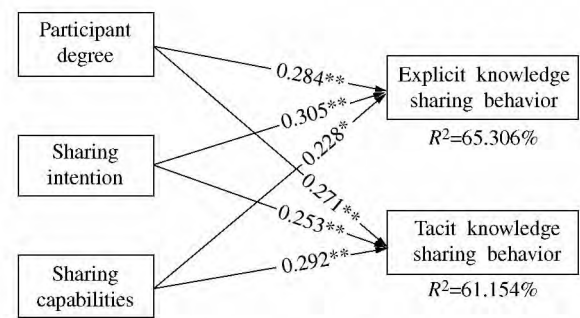 Participant
degree
Sharing
intention
Sharing
capabilities
0.284**
0.305**
0.228*
0.271**
0.253**
0.292**
Explicit knowledge
sharing behavior
R²=65.306%
Tacit knowledge
sharing behavior
R²=61.154%